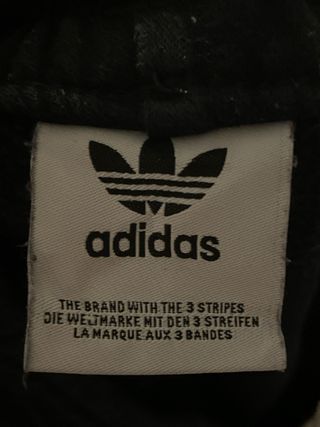 adidas
THE BRAND WITH THE 3 STRIPES
DIE WELTMARKE MIT DEN 3 STREIFEN
LA MARQUE AUX 3 BANDES